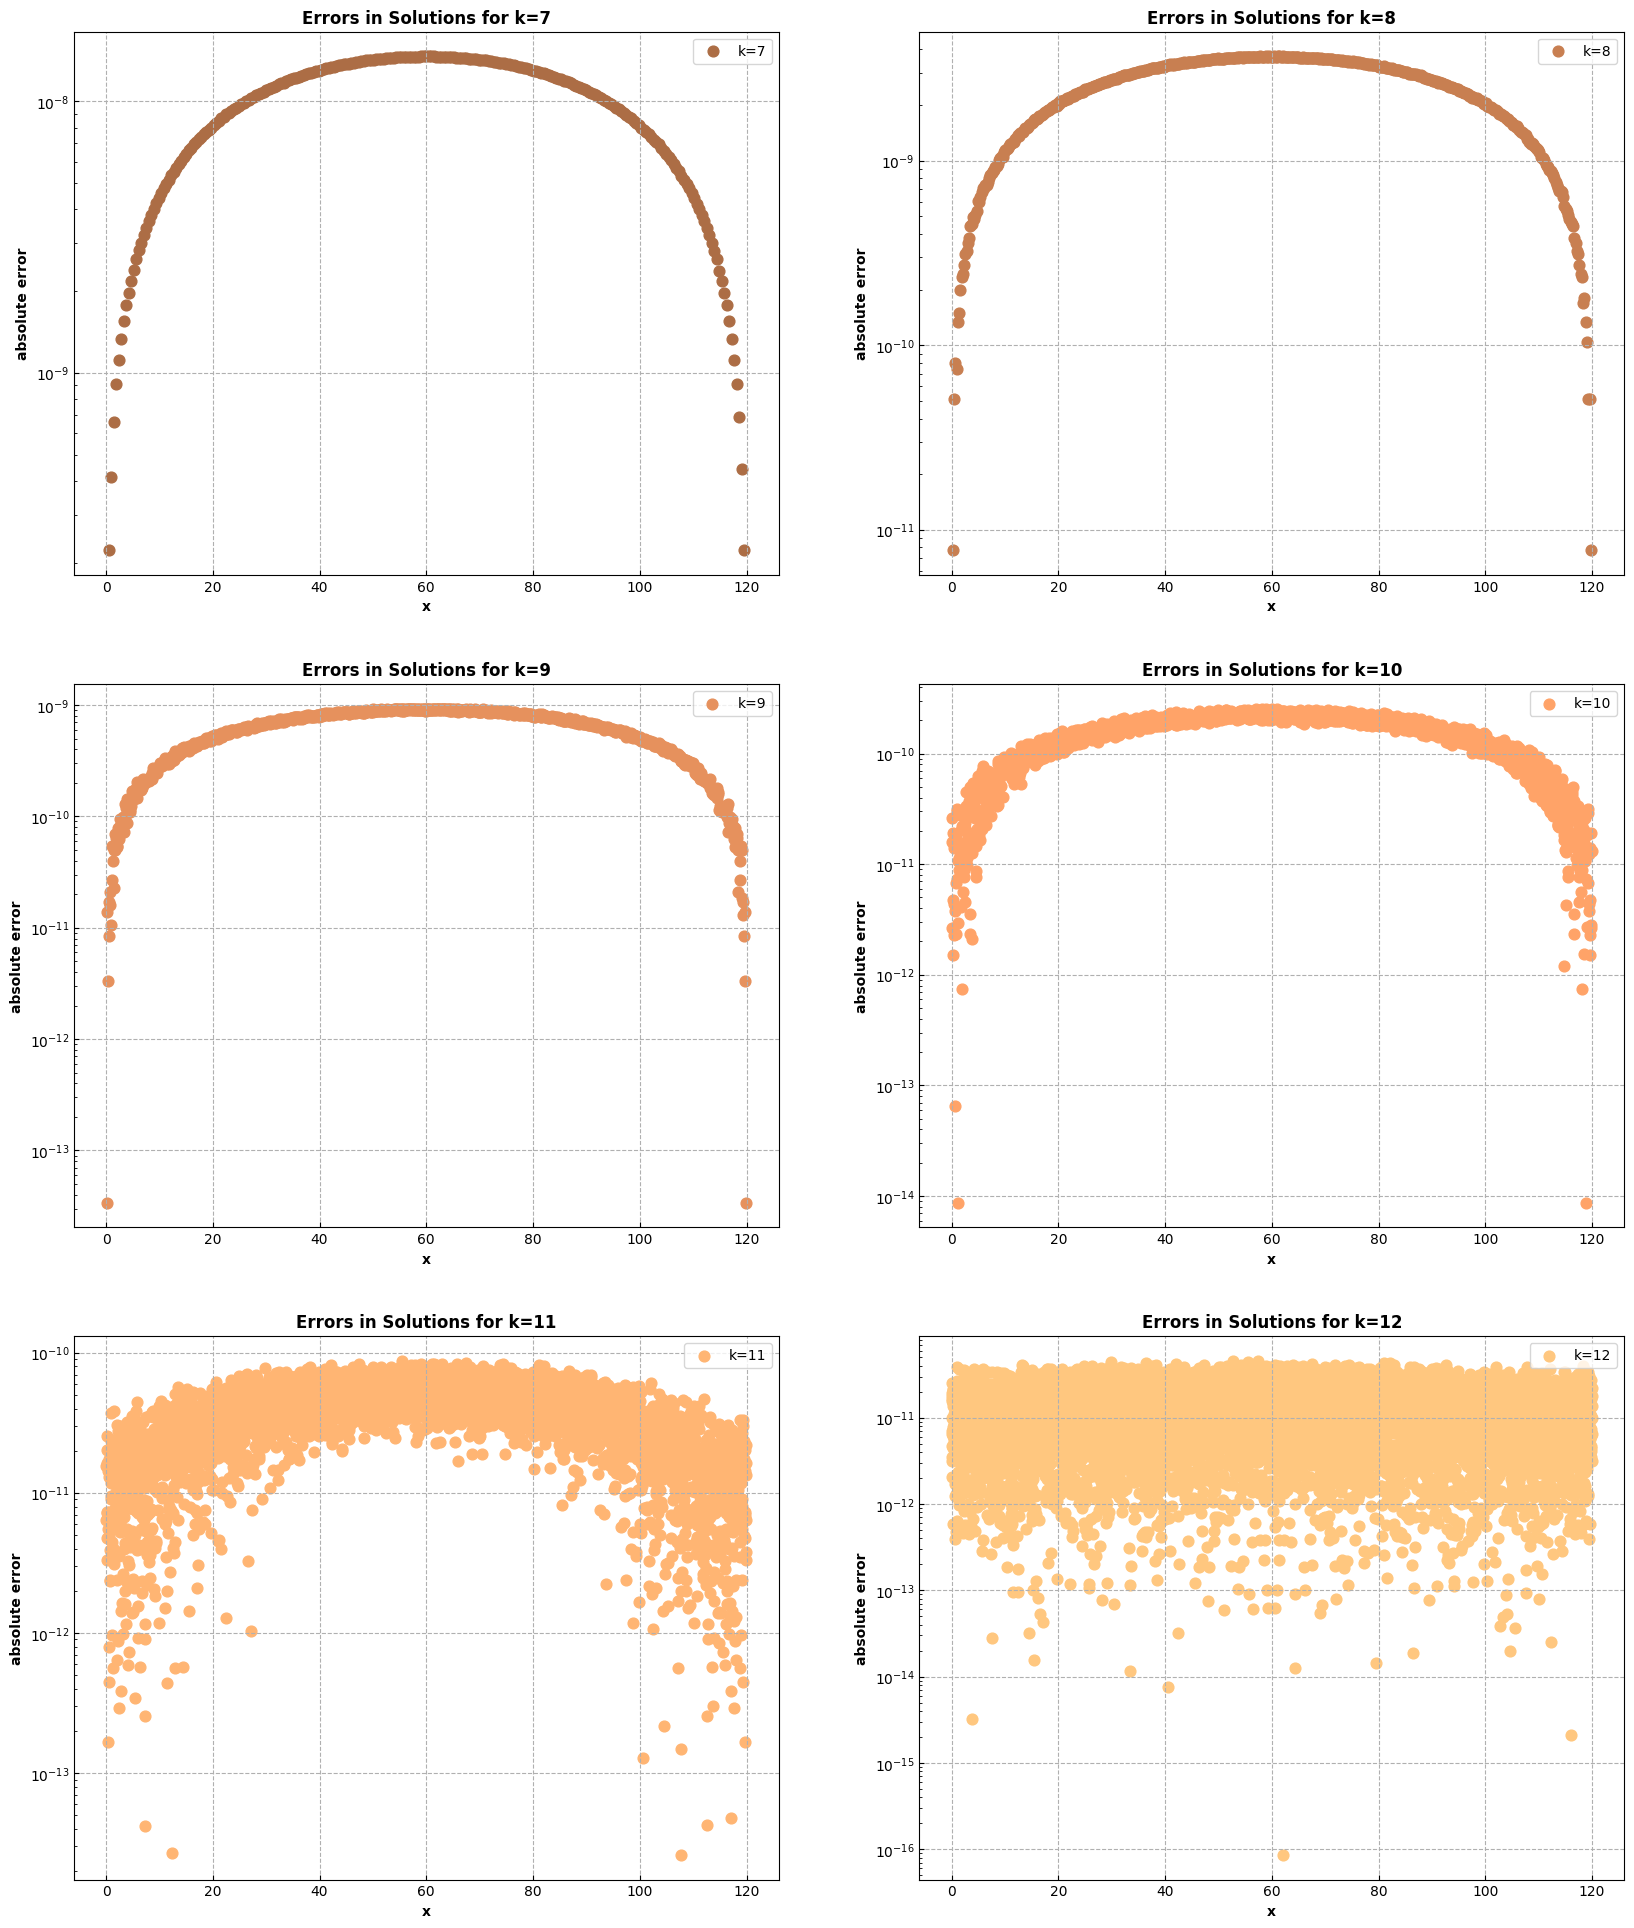 Errors in Solutions for k=7
k=7
10⁻⁸
10⁻⁹
absolute error
0 20 40 60 80 100 120
x
Errors in Solutions for k=8
k=8
10⁻⁹
10⁻¹⁰
10⁻¹¹
absolute error
0 20 40 60 80 100 120
x
Errors in Solutions for k=9
k=9
10⁻⁹
10⁻¹⁰
10⁻¹¹
10⁻¹²
10⁻¹³
absolute error
0 20 40 60 80 100 120
x
Errors in Solutions for k=10
k=10
10⁻¹⁰
10⁻¹¹
10⁻¹²
10⁻¹³
10⁻¹⁴
absolute error
0 20 40 60 80 100 120
x
Errors in Solutions for k=11
k=11
10⁻¹⁰
10⁻¹¹
10⁻¹²
10⁻¹³
absolute error
0 20 40 60 80 100 120
x
Errors in Solutions for k=12
k=12
10⁻¹¹
10⁻¹²
10⁻¹³
10⁻¹⁴
10⁻¹⁵
10⁻¹⁶
absolute error
0 20 40 60 80 100 120
x